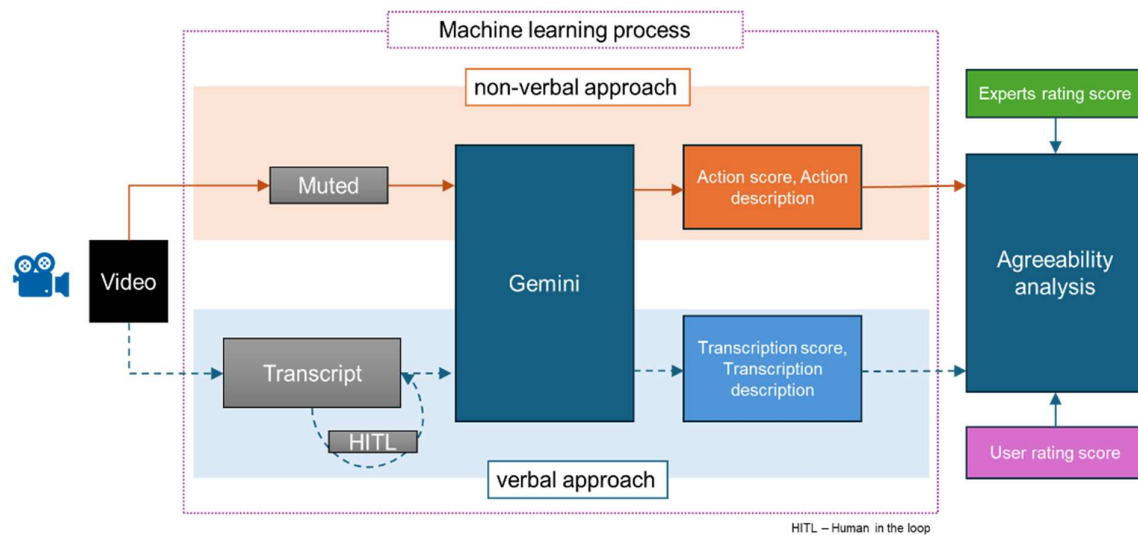 Machine learning process
non-verbal approach
Experts rating score
Muted
Action score, Action
description
Video
Gemini
Agreeability
analysis
Transcript
Transcription score,
Transcription
description
HITL
User rating score
verbal approach
HITL – Human in the loop